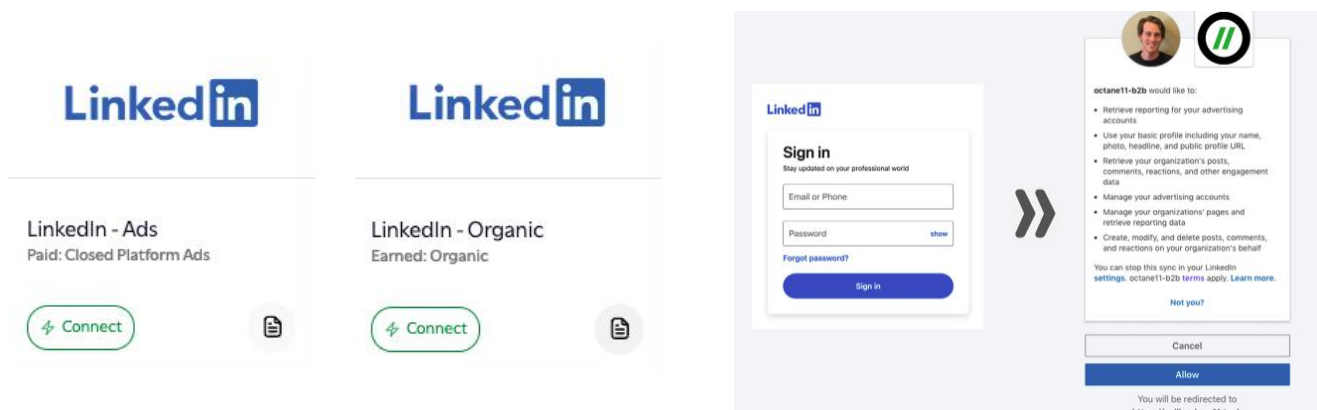 LinkedIn
LinkedIn - Ads
Paid: Closed Platform Ads
Connect
LinkedIn
LinkedIn - Organic
Earned: Organic
Connect
LinkedIn
Sign in
Stay updated on your professional world
Email or Phone
Password show
Forgot password?
Sign in
octane11-b2b would like to:
• Retrieve reporting for your advertising
accounts
• Use your basic profile including your name,
photo, headline, and public profile URL
• Retrieve your organization's posts,
comments, reactions, and other engagement
data
• Manage your advertising accounts
• Manage your organizations' pages and
retrieve reporting data
• Create, modify, and delete posts, comments,
and reactions on your organization's behalf
You can stop this sync in your LinkedIn
settings. octane11-b2b terms apply. Learn more.
Not you?
Cancel
Allow
You will be redirected to